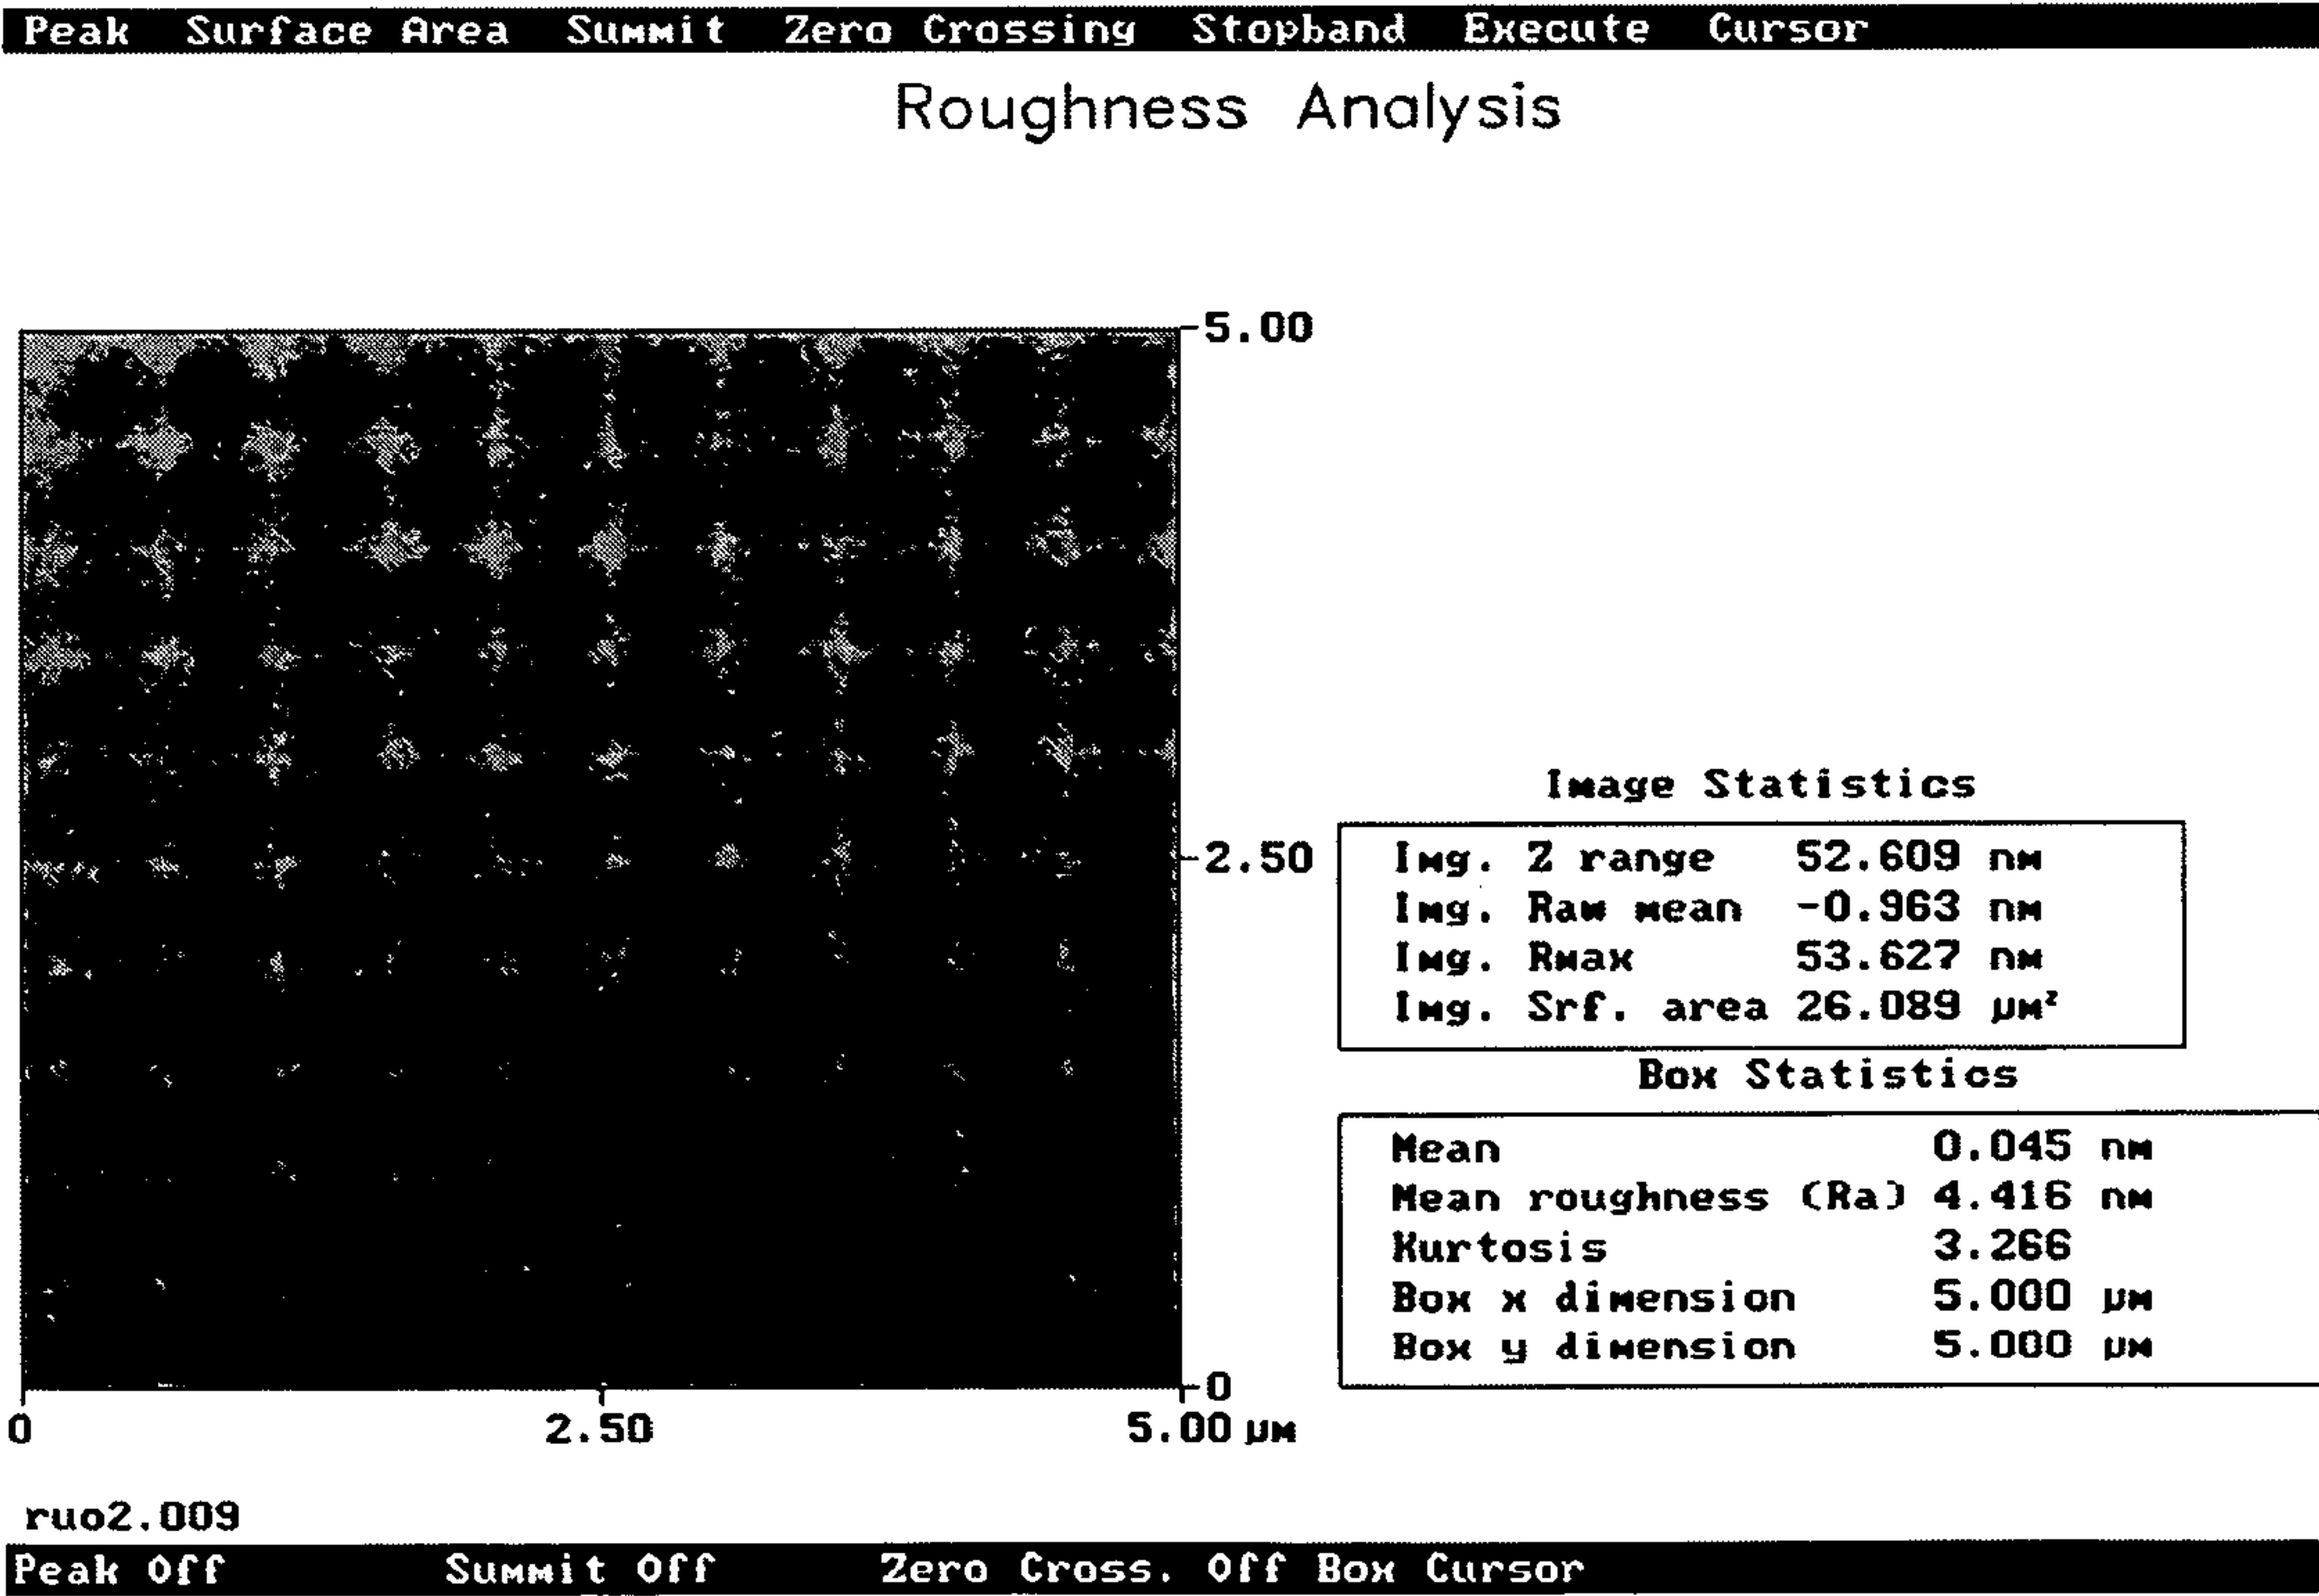 Peak Surface Area Summit Zero Crossing Stopband Execute Cursor
Roughness Analysis
5.00
2.50
0
0 2.50 5.00 µm
Image Statistics
Img. Z range 52.609 nm
Img. Raw mean -0.963 nm
Img. Rmax 53.627 nm
Img. Srf. area 26.089 µm²
Box Statistics
Mean 0.045 nm
Mean roughness (Ra) 4.416 nm
Kurtosis 3.266
Box x dimension 5.000 µm
Box y dimension 5.000 µm
ruo2.009
Peak Off Summit Off Zero Cross. Off Box Cursor